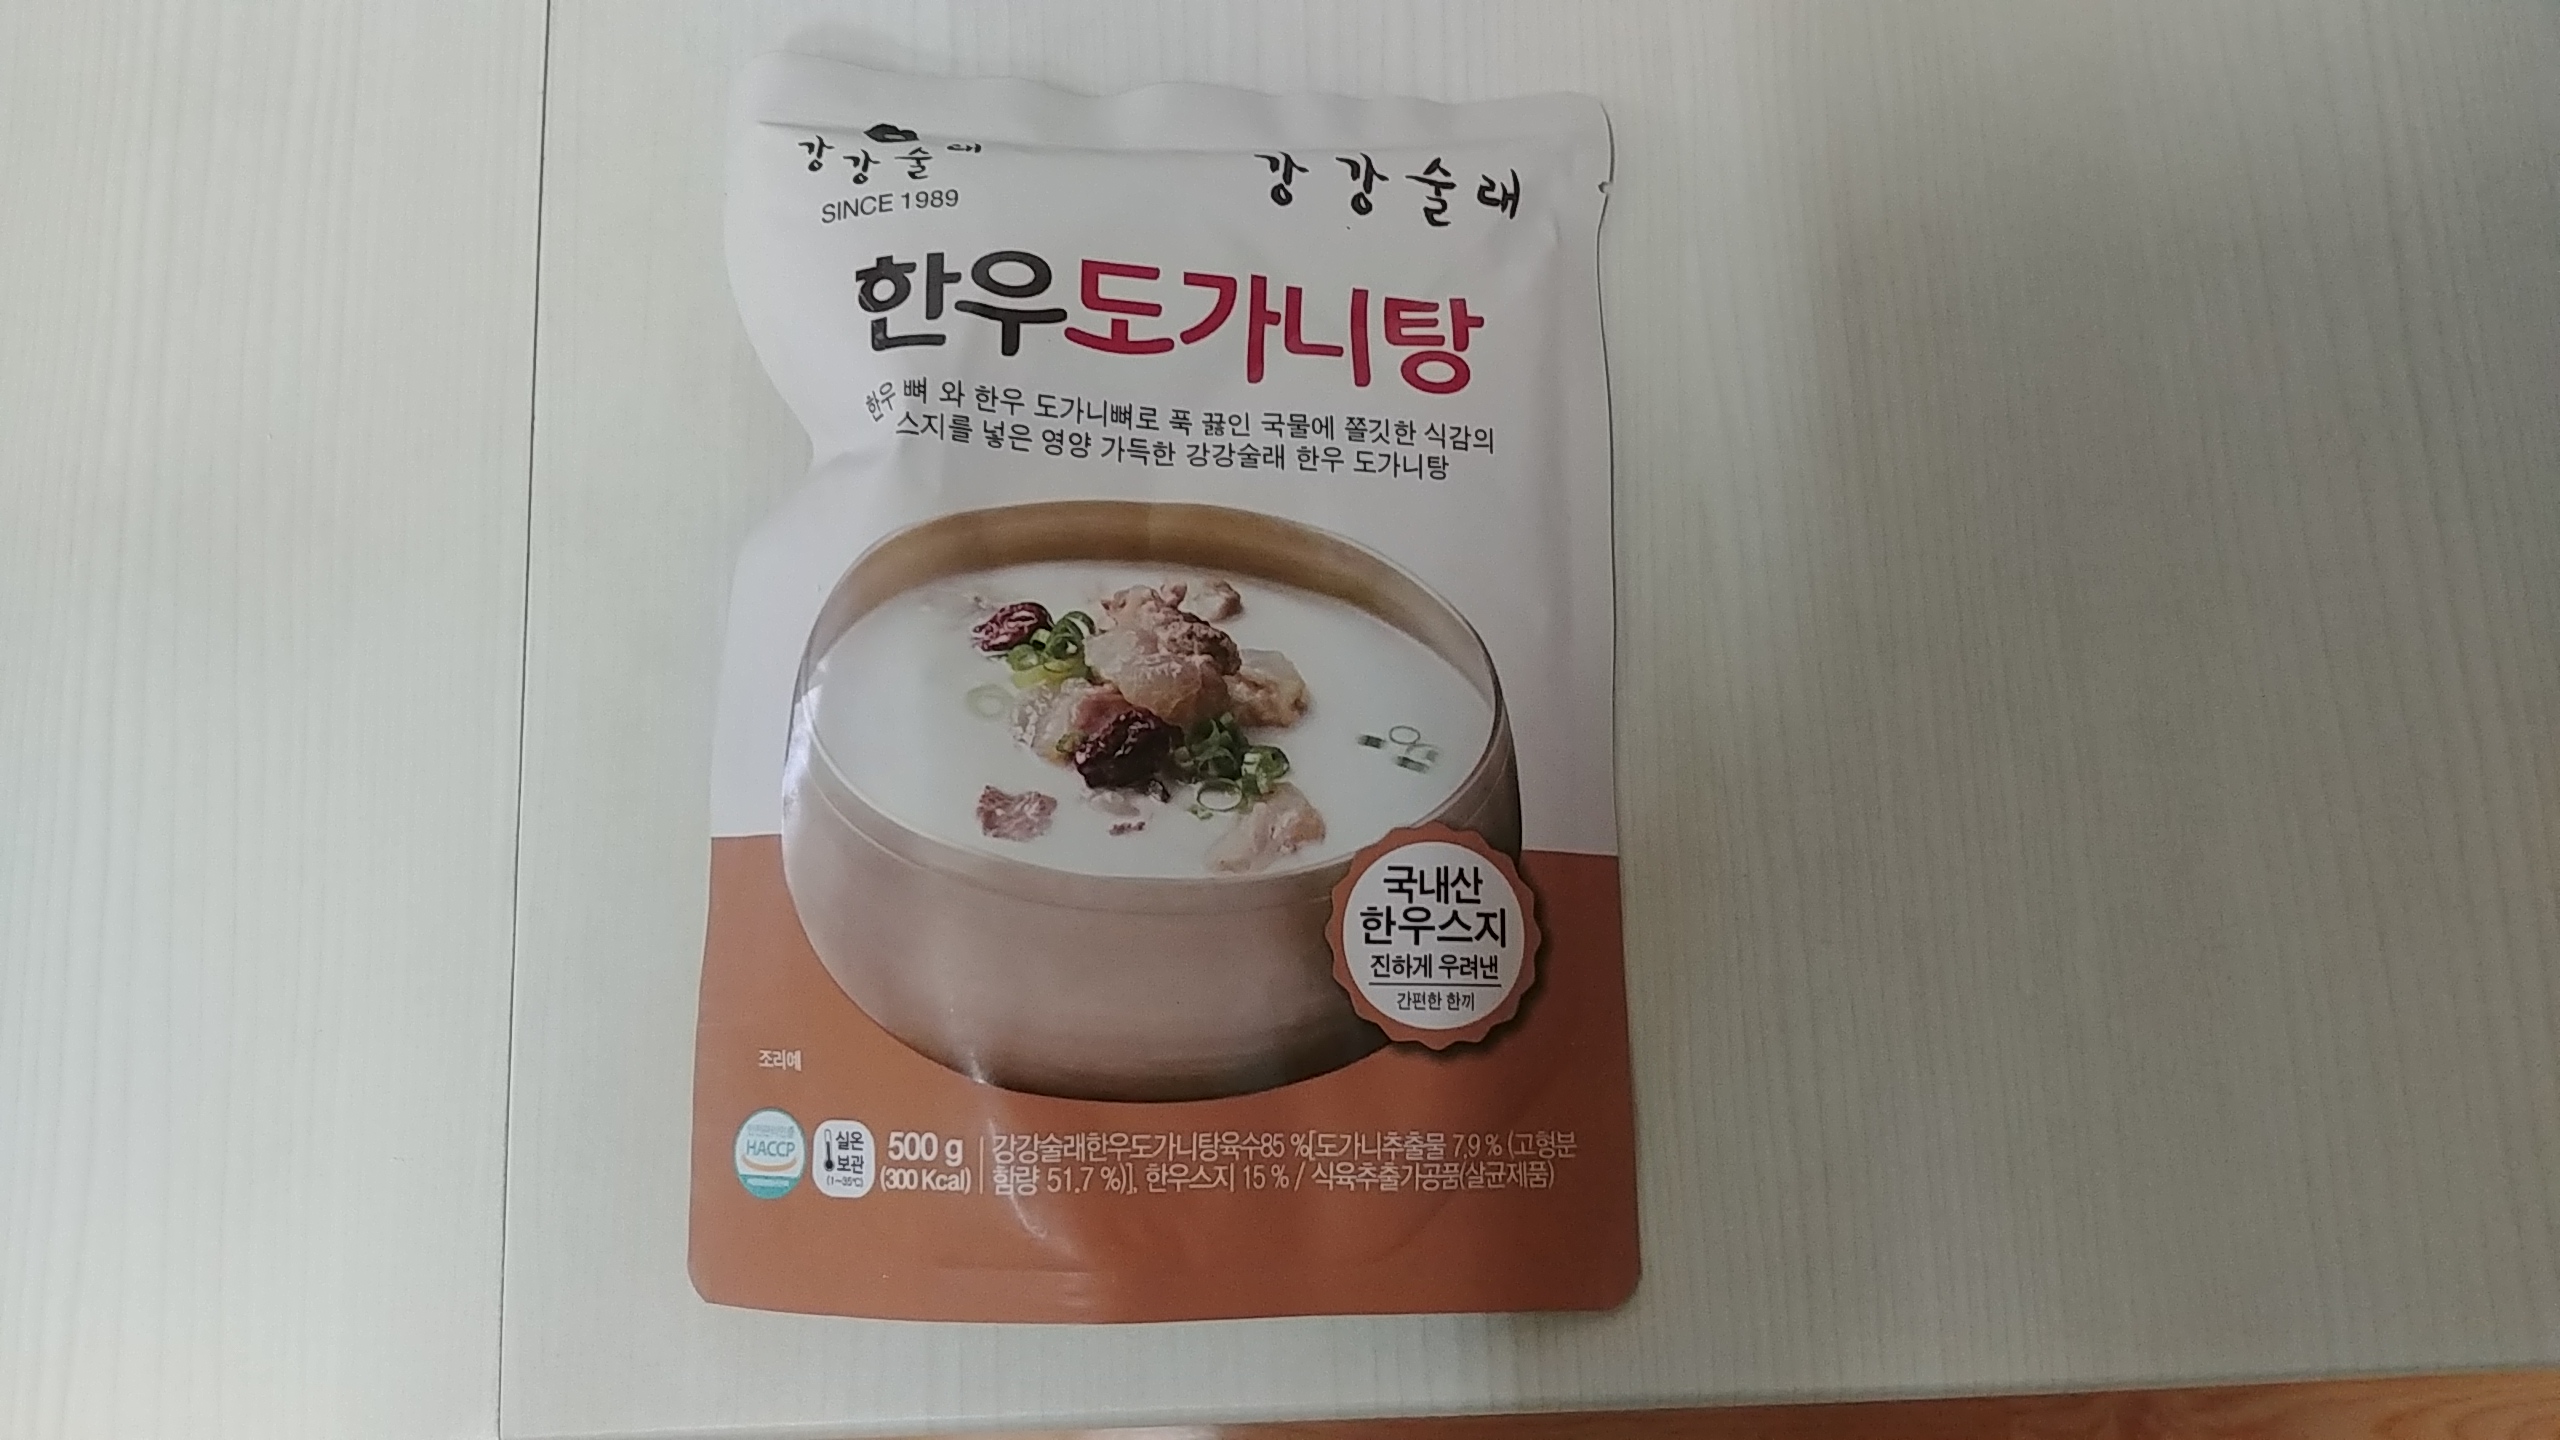 강강술래
SINCE 1989
강강술래
한우도가니탕
한우 뼈 와 한우 도가니뼈로 푹 끓인 국물에 쫄깃한 식감의
스지를 넣은 영양 가득한 강강술래 한우 도가니탕
국내산
한우스지
진하게 우려낸
간편한 한끼
조리예
HACCP
실온
보관
(1~35℃)
500 g
(300 Kcal)
강강술래한우도가니탕육수85 %[도가니추출물 7.9 % (고형분
함량 51.7 %)], 한우스지 15 % / 식육추출가공품(살균제품)